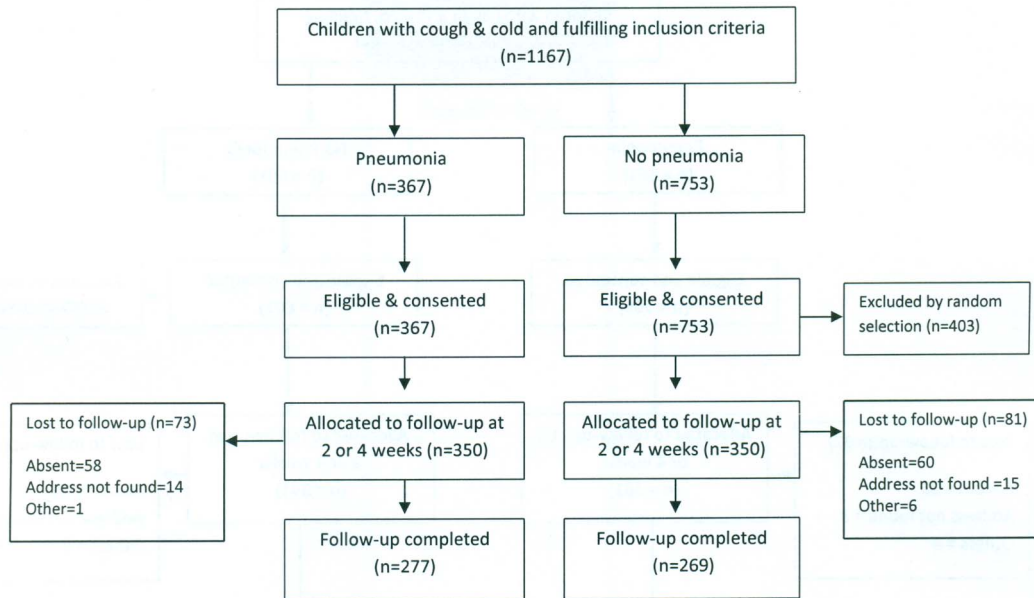 Children with cough & cold and fulfilling inclusion criteria
(n=1167)
Pneumonia
(n=367)
No pneumonia
(n=753)
Eligible & consented
(n=367)
Eligible & consented
(n=753)
Excluded by random
selection (n=403)
Lost to follow-up (n=73)
Absent=58
Address not found=14
Other=1
Allocated to follow-up at
2 or 4 weeks (n=350)
Allocated to follow-up at
2 or 4 weeks (n=350)
Lost to follow-up (n=81)
Absent=60
Address not found =15
Other=6
Follow-up completed
(n=277)
Follow-up completed
(n=269)